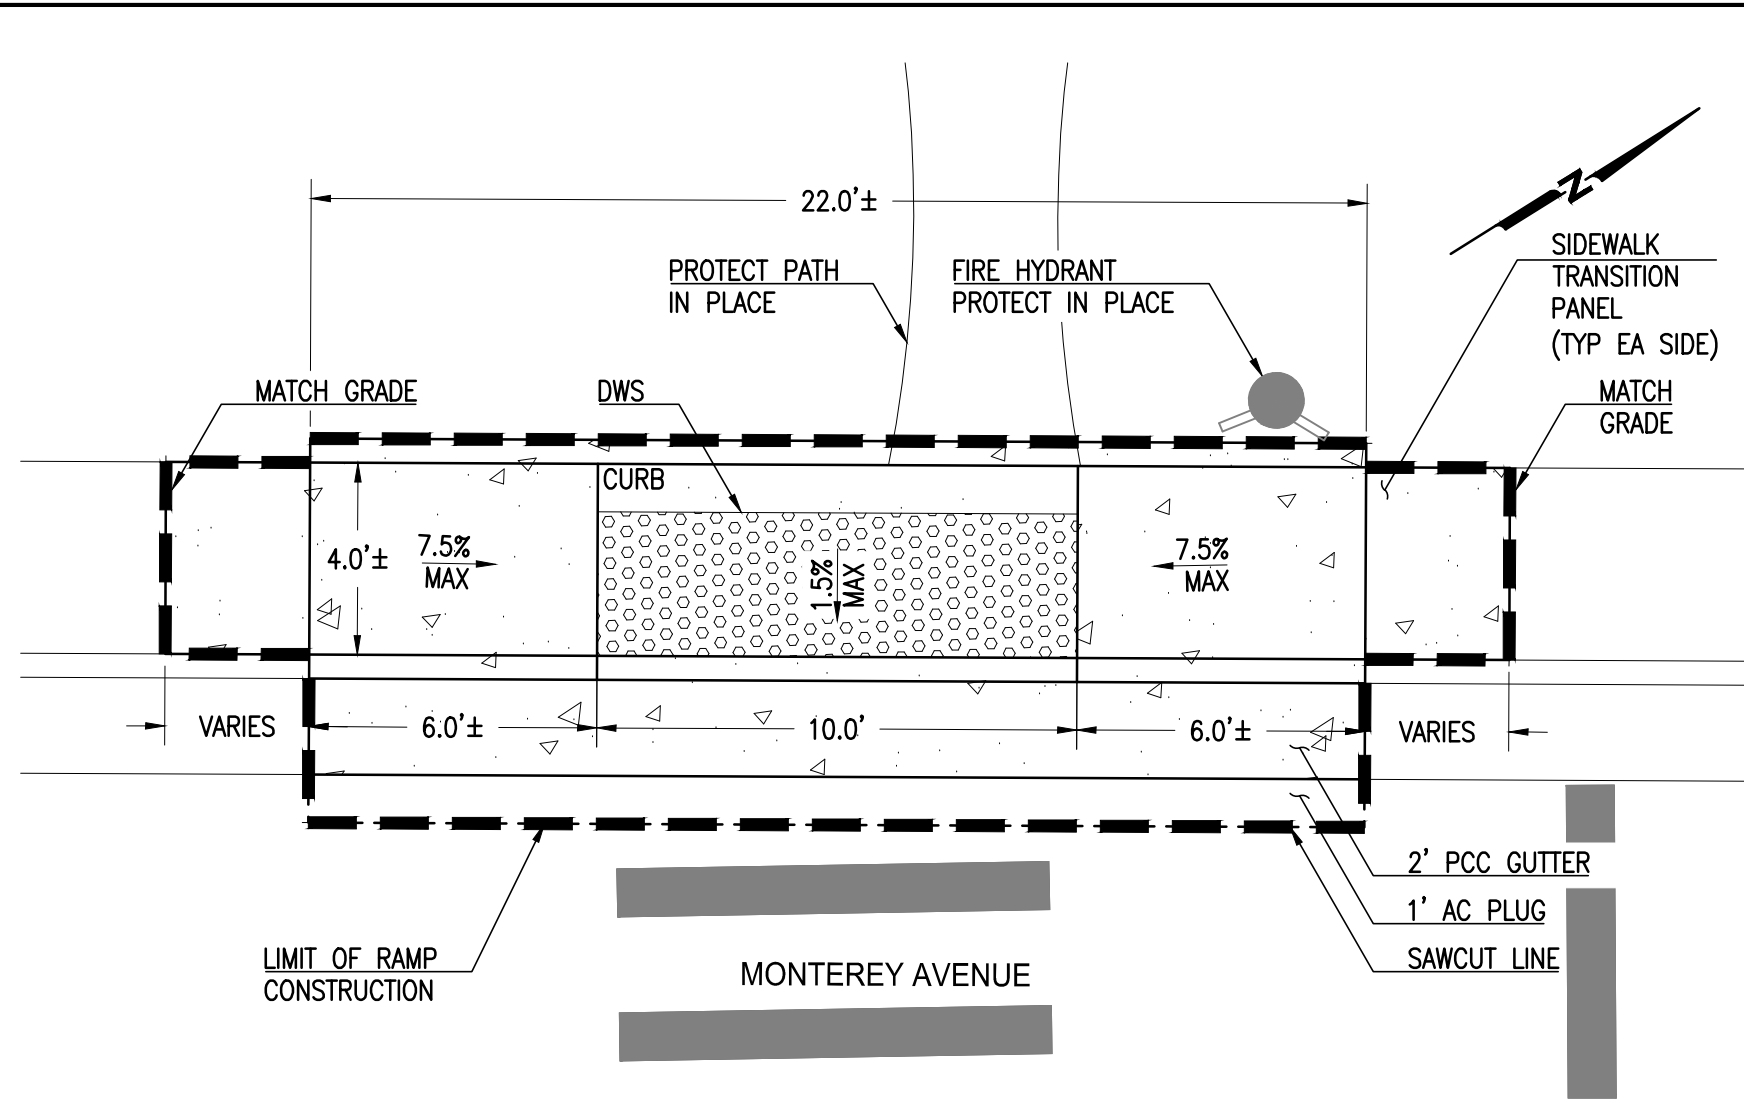 22.0'±
N
SIDEWALK
TRANSITION
PANEL
(TYP EA SIDE)
PROTECT PATH
IN PLACE
FIRE HYDRANT
PROTECT IN PLACE
MATCH GRADE
DWS
MATCH
GRADE
CURB
4.0'±
7.5%
MAX
1.5%
MAX
7.5%
MAX
VARIES
6.0'±
10.0'
6.0'±
VARIES
2' PCC GUTTER
1' AC PLUG
SAWCUT LINE
LIMIT OF RAMP
CONSTRUCTION
MONTEREY AVENUE